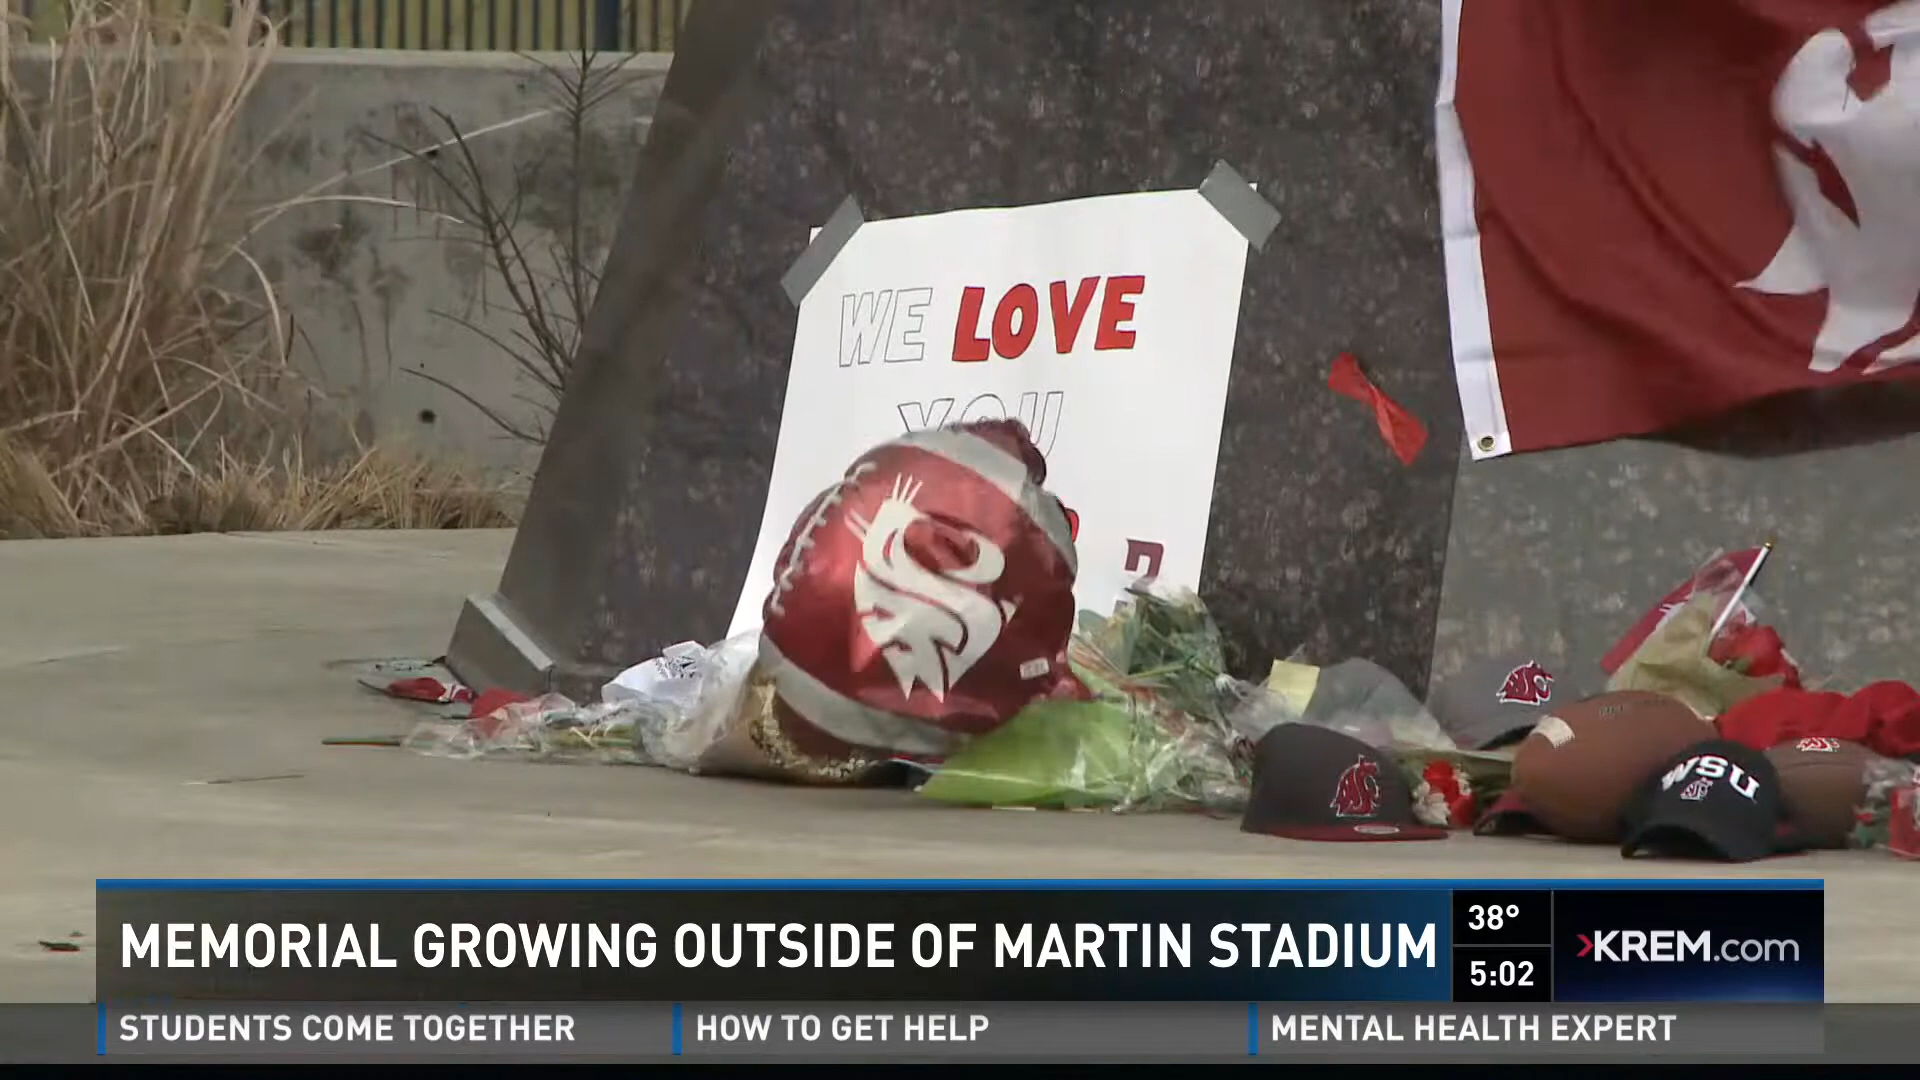 WE LOVE
YOU
WSU
MEMORIAL GROWING OUTSIDE OF MARTIN STADIUM
38°
5:02
KREM.com
STUDENTS COME TOGETHER
HOW TO GET HELP
MENTAL HEALTH EXPERT